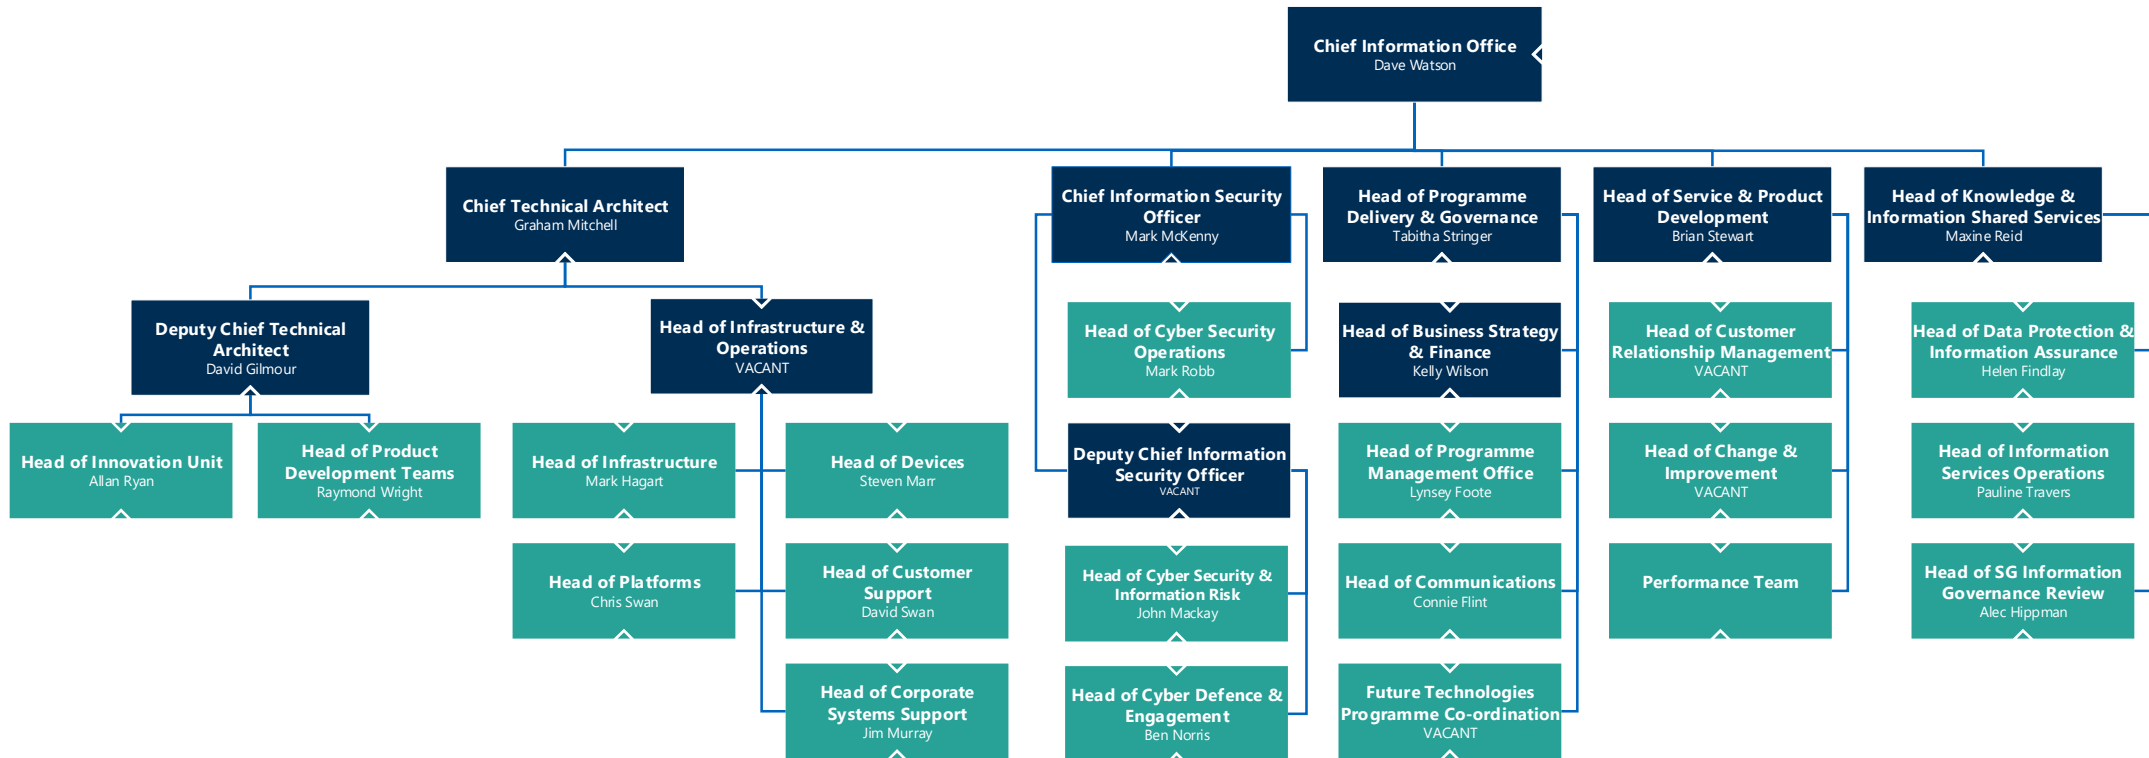 Chief Information Office
Dave Watson
Chief Technical Architect
Graham Mitchell
Chief Information Security
Officer
Mark McKenny
Head of Programme
Delivery & Governance
Tabitha Stringer
Head of Service & Product
Development
Brian Stewart
Head of Knowledge &
Information Shared Services
Maxine Reid
Deputy Chief Technical
Architect
David Gilmour
Head of Infrastructure &
Operations
VACANT
Head of Cyber Security
Operations
Mark Robb
Head of Business Strategy
& Finance
Kelly Wilson
Head of Customer
Relationship Management
VACANT
Head of Data Protection &
Information Assurance
Helen Findlay
Head of Innovation Unit
Allan Ryan
Head of Product
Development Teams
Raymond Wright
Head of Infrastructure
Mark Hagart
Head of Devices
Steven Marr
Deputy Chief Information
Security Officer
VACANT
Head of Programme
Management Office
Lynsey Foote
Head of Change &
Improvement
VACANT
Head of Information
Services Operations
Pauline Travers
Head of Platforms
Chris Swan
Head of Customer
Support
David Swan
Head of Cyber Security &
Information Risk
John Mackay
Head of Communications
Connie Flint
Performance Team
Head of SG Information
Governance Review
Alec Hippman
Head of Corporate
Systems Support
Jim Murray
Head of Cyber Defence &
Engagement
Ben Norris
Future Technologies
Programme Co-ordination
VACANT